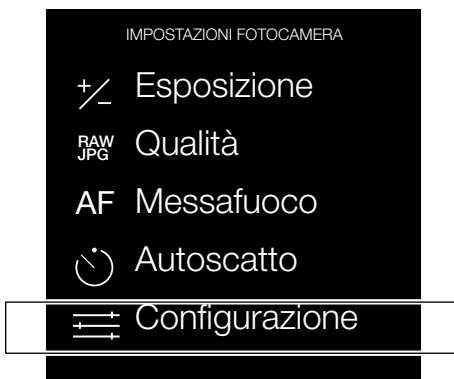 IMPOSTAZIONI FOTOCAMERA
+/- Esposizione
RAW JPG Qualità
AF Messafuoco
Autoscatto
Configurazione